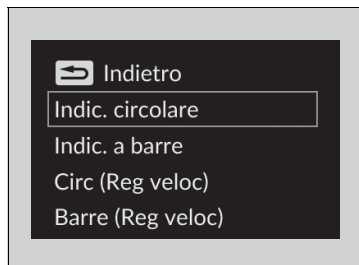 Indietro
Indic. circolare
Indic. a barre
Circ (Reg veloc)
Barre (Reg veloc)